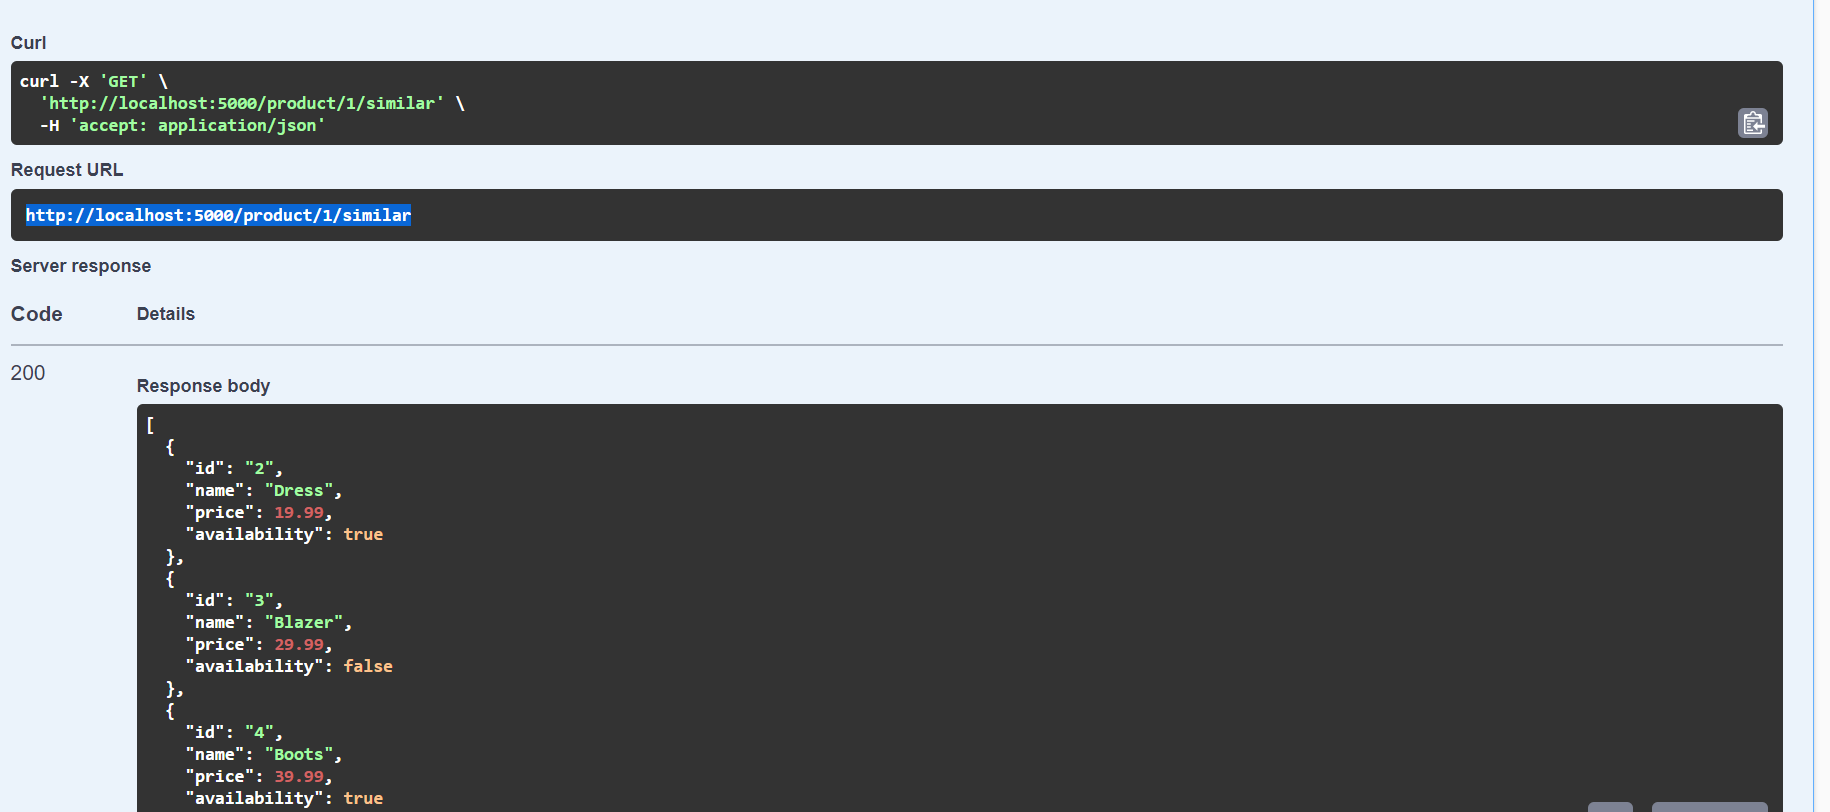 Curl
curl -X 'GET' \
'http://localhost:5000/product/1/similar' \
-H 'accept: application/json'
Request URL
http://localhost:5000/product/1/similar
Server response
Code Details
200
Response body
[
{
"id": "2",
"name": "Dress",
"price": 19.99,
"availability": true
},
{
"id": "3",
"name": "Blazer",
"price": 29.99,
"availability": false
},
{
"id": "4",
"name": "Boots",
"price": 39.99,
"availability": true